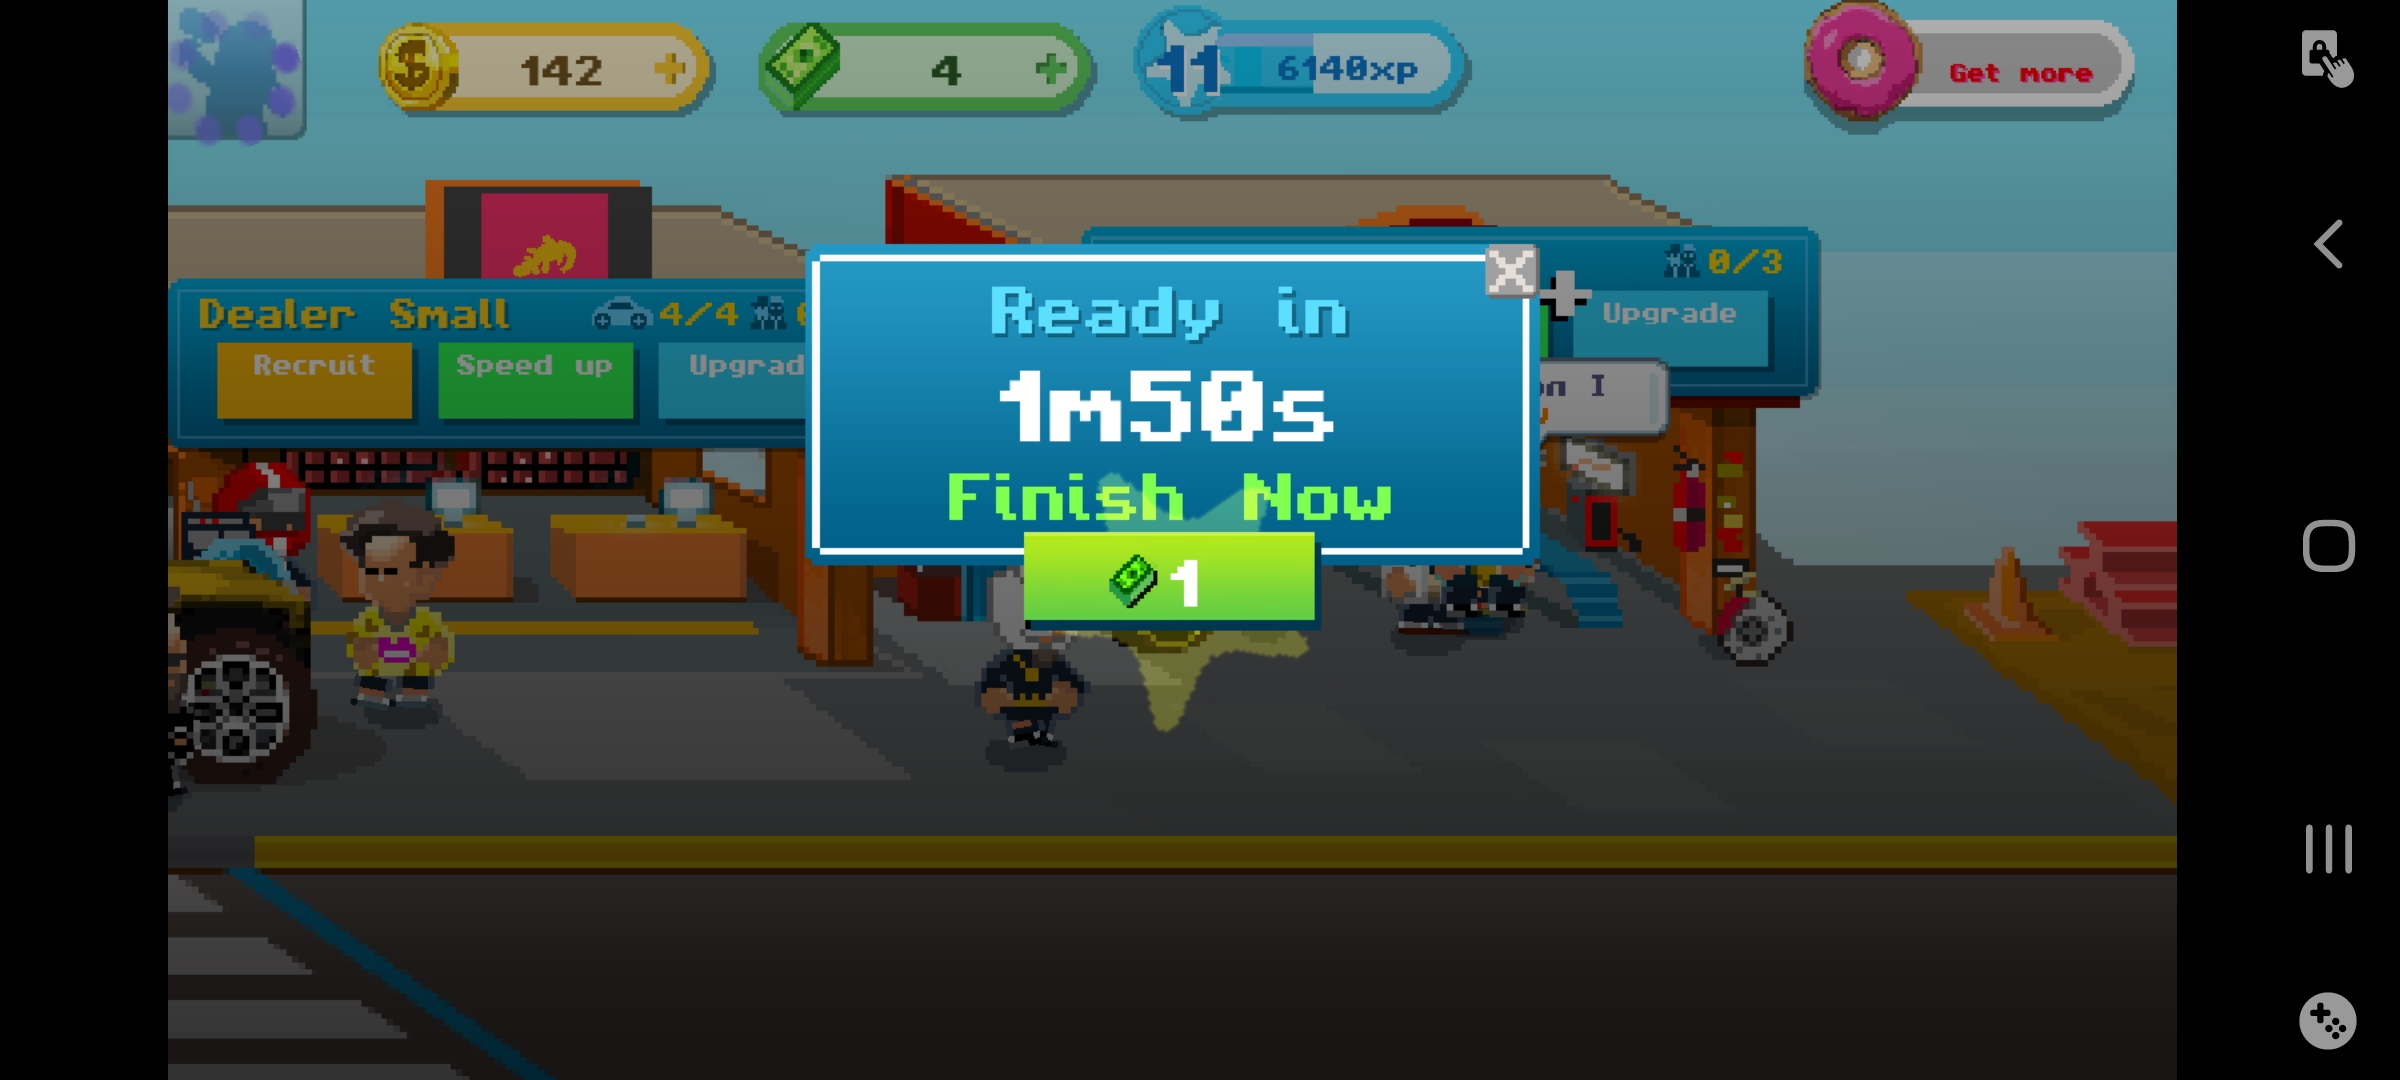 142
4
11
6140xp
Get more
Dealer Small
4/4
Recruit
Speed up
Upgrad
Ready in
1m50s
Finish Now
1
0/3
Upgrade
on I